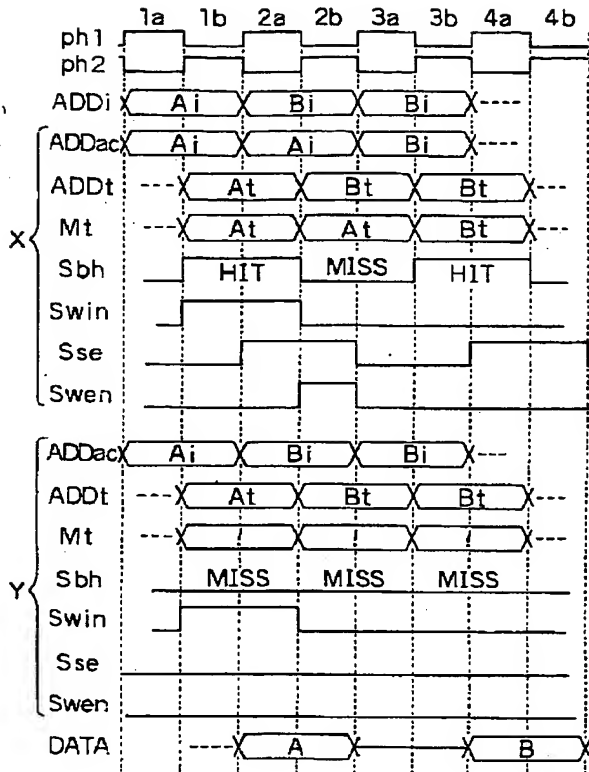 1a 1b 2a 2b 3a 3b 4a 4b
ph1
ph2
ADDi Ai Bi Bi
X
ADDac Ai Ai Bi
ADDt At Bt Bt
Mt At At Bt
Sbh HIT MISS HIT
Swin
Sse
Swen
Y
ADDac Ai Bi Bi
ADDt At Bt Bt
Mt
Sbh MISS MISS MISS
Swin
Sse
Swen
DATA A B